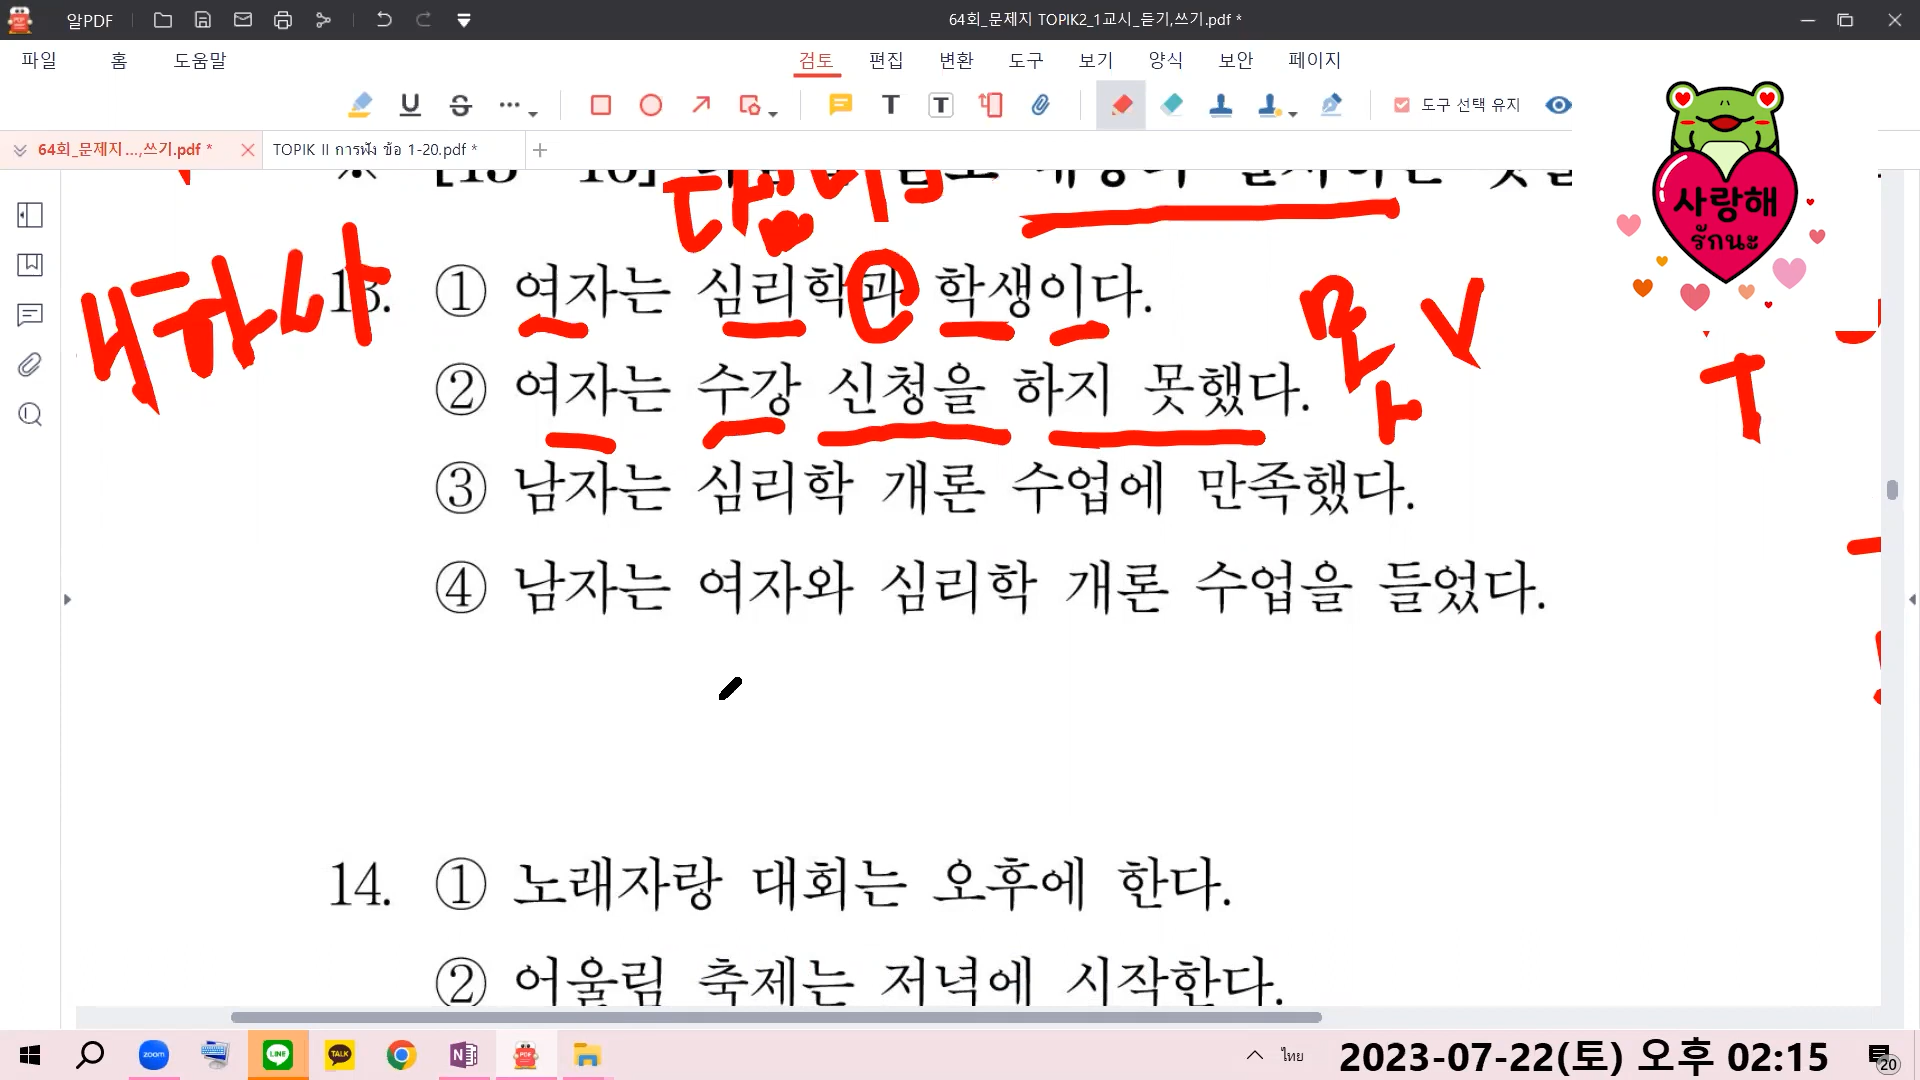 알PDF
64회_문제지 TOPIK2_1교시_듣기,쓰기.pdf *
파일 홈 도움말 검토 편집 변환 도구 보기 양식 보안 페이지
도구 선택 유지
64회_문제지 ...,쓰기.pdf *
TOPIK II การฟัง ข้อ 1-20.pdf *
사랑해
รักนะ
13. ① 여자는 심리학과 학생이다.
② 여자는 수강 신청을 하지 못했다.
못 V
③ 남자는 심리학 개론 수업에 만족했다.
④ 남자는 여자와 심리학 개론 수업을 들었다.
14. ① 노래자랑 대회는 오후에 한다.
② 어울림 축제는 저녁에 시작한다.
zoom
LINE
TALK
N
PDF
ไทย
2023-07-22(토) 오후 02:15
20